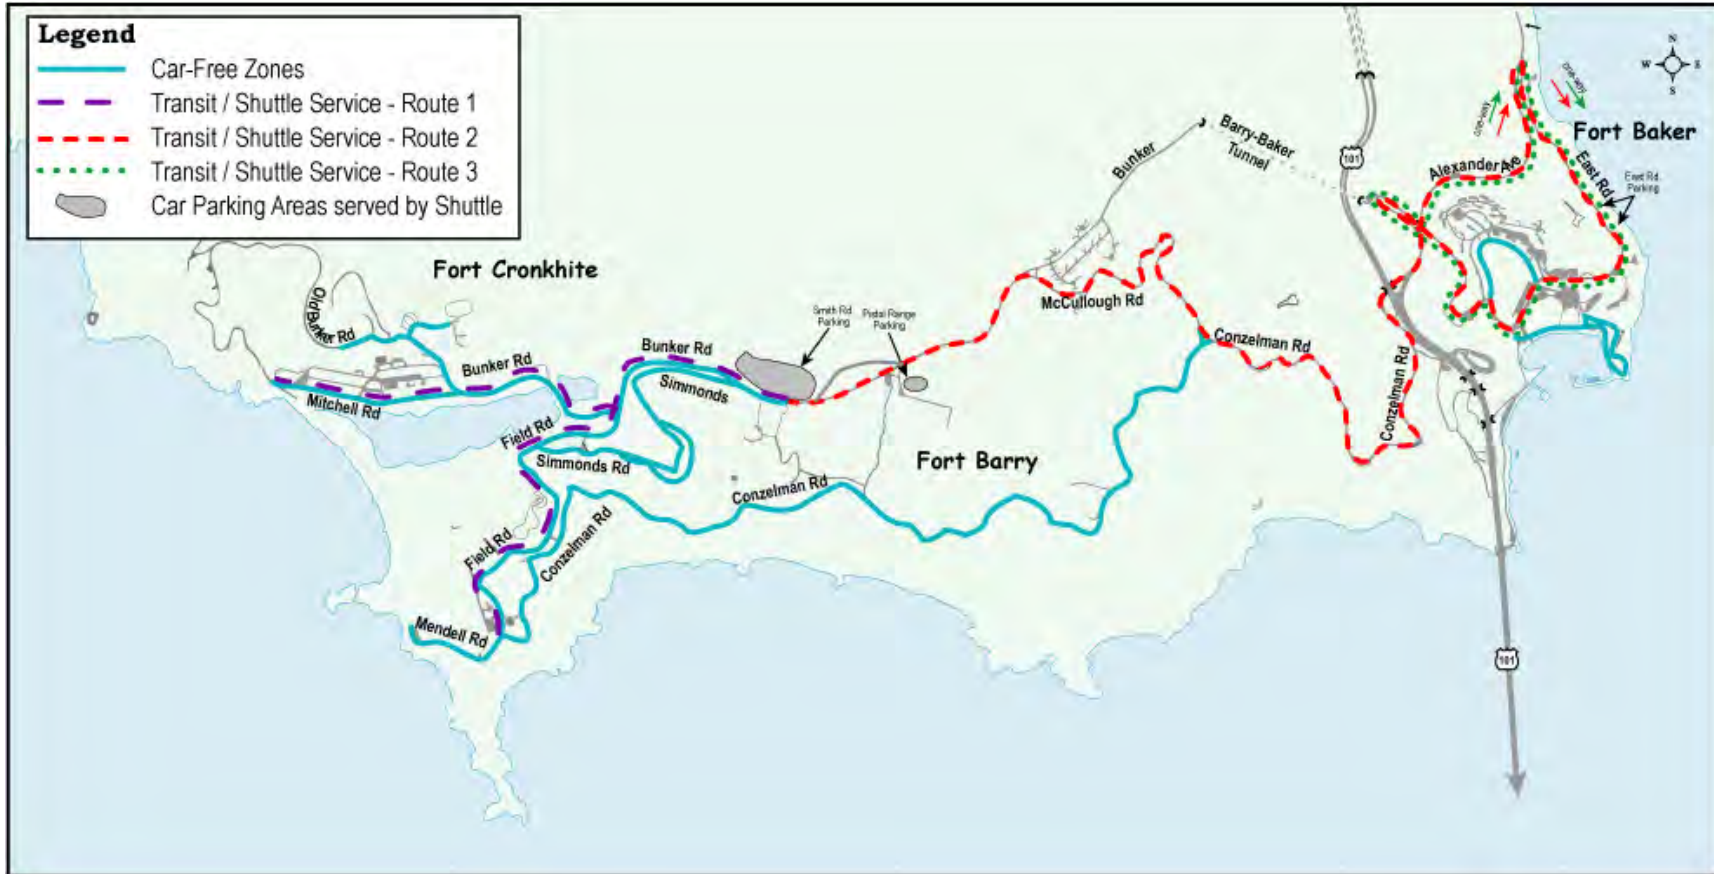 Legend
Car-Free Zones
Transit / Shuttle Service - Route 1
Transit / Shuttle Service - Route 2
Transit / Shuttle Service - Route 3
Car Parking Areas served by Shuttle
N
W
E
S
one-way
one-way
Fort Baker
101
Barry-Baker
Tunnel
Bunker
Alexander Ave
East Rd
East Rd.
Parking
Fort Cronkhite
Old Bunker Rd
McCullough Rd
Smith Rd
Parking
Pistol Range
Parking
Bunker Rd
Bunker Rd
Conzelman Rd
Simmonds
Mitchell Rd
Conzelman Rd
Field Rd
Simmonds Rd
Fort Barry
Conzelman Rd
Field Rd
Conzelman Rd
Mendell Rd
101